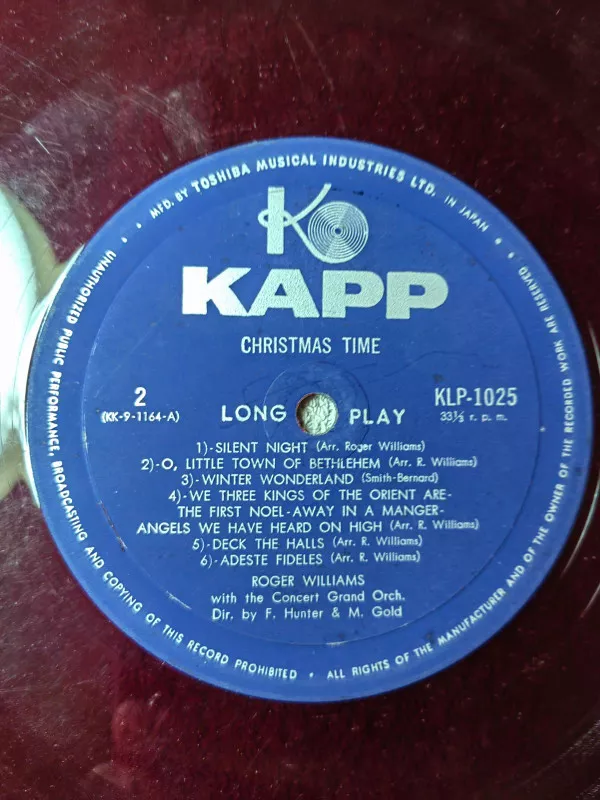 MFD. BY TOSHIBA MUSICAL INDUSTRIES LTD. IN JAPAN
KAPP
CHRISTMAS TIME
2
(KK-9-1164-A)
LONG PLAY
KLP-1025
33⅓ r. p. m.
1)-SILENT NIGHT (Arr. Roger Williams)
2)-O, LITTLE TOWN OF BETHLEHEM (Arr. R. Williams)
3)-WINTER WONDERLAND (Smith-Bernard)
4)-WE THREE KINGS OF THE ORIENT ARE-
THE FIRST NOEL-AWAY IN A MANGER-
ANGELS WE HAVE HEARD ON HIGH (Arr. R. Williams)
5)-DECK THE HALLS (Arr. R. Williams)
6)-ADESTE FIDELES (Arr. R. Williams)
ROGER WILLIAMS
with the Concert Grand Orch.
Dir. by F. Hunter & M. Gold
UNAUTHORIZED PUBLIC PERFORMANCE, BROADCASTING AND COPYING OF THIS RECORD PROHIBITED • ALL RIGHTS OF THE MANUFACTURER AND OF THE OWNER OF THE RECORDED WORK ARE RESERVED